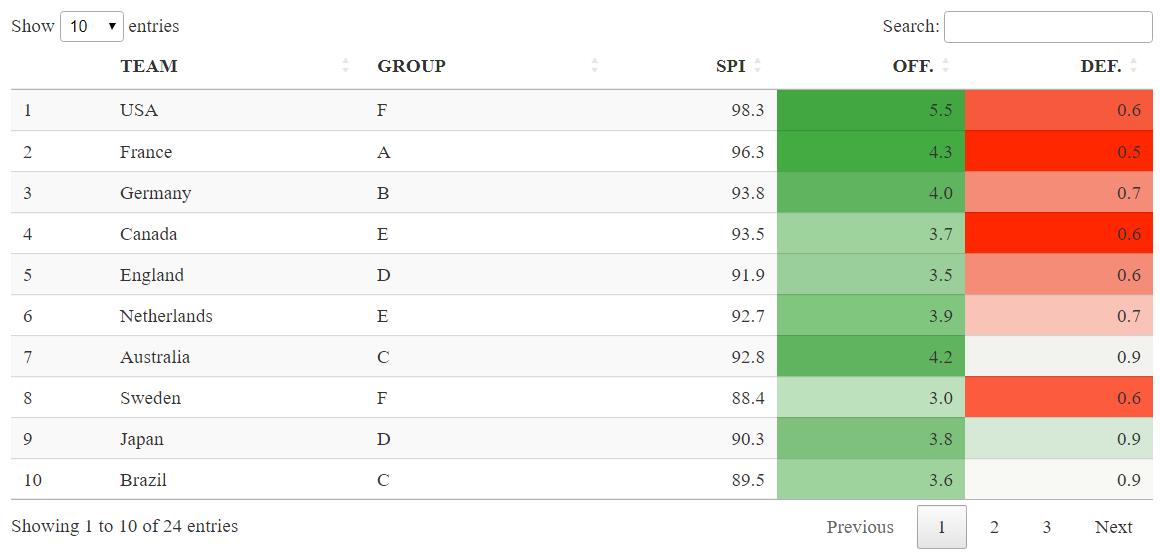 Show 10 entries Search:
TEAM GROUP SPI OFF. DEF.
1 USA F 98.3 5.5 0.6
2 France A 96.3 4.3 0.5
3 Germany B 93.8 4.0 0.7
4 Canada E 93.5 3.7 0.6
5 England D 91.9 3.5 0.6
6 Netherlands E 92.7 3.9 0.7
7 Australia C 92.8 4.2 0.9
8 Sweden F 88.4 3.0 0.6
9 Japan D 90.3 3.8 0.9
10 Brazil C 89.5 3.6 0.9
Showing 1 to 10 of 24 entries Previous 1 2 3 Next